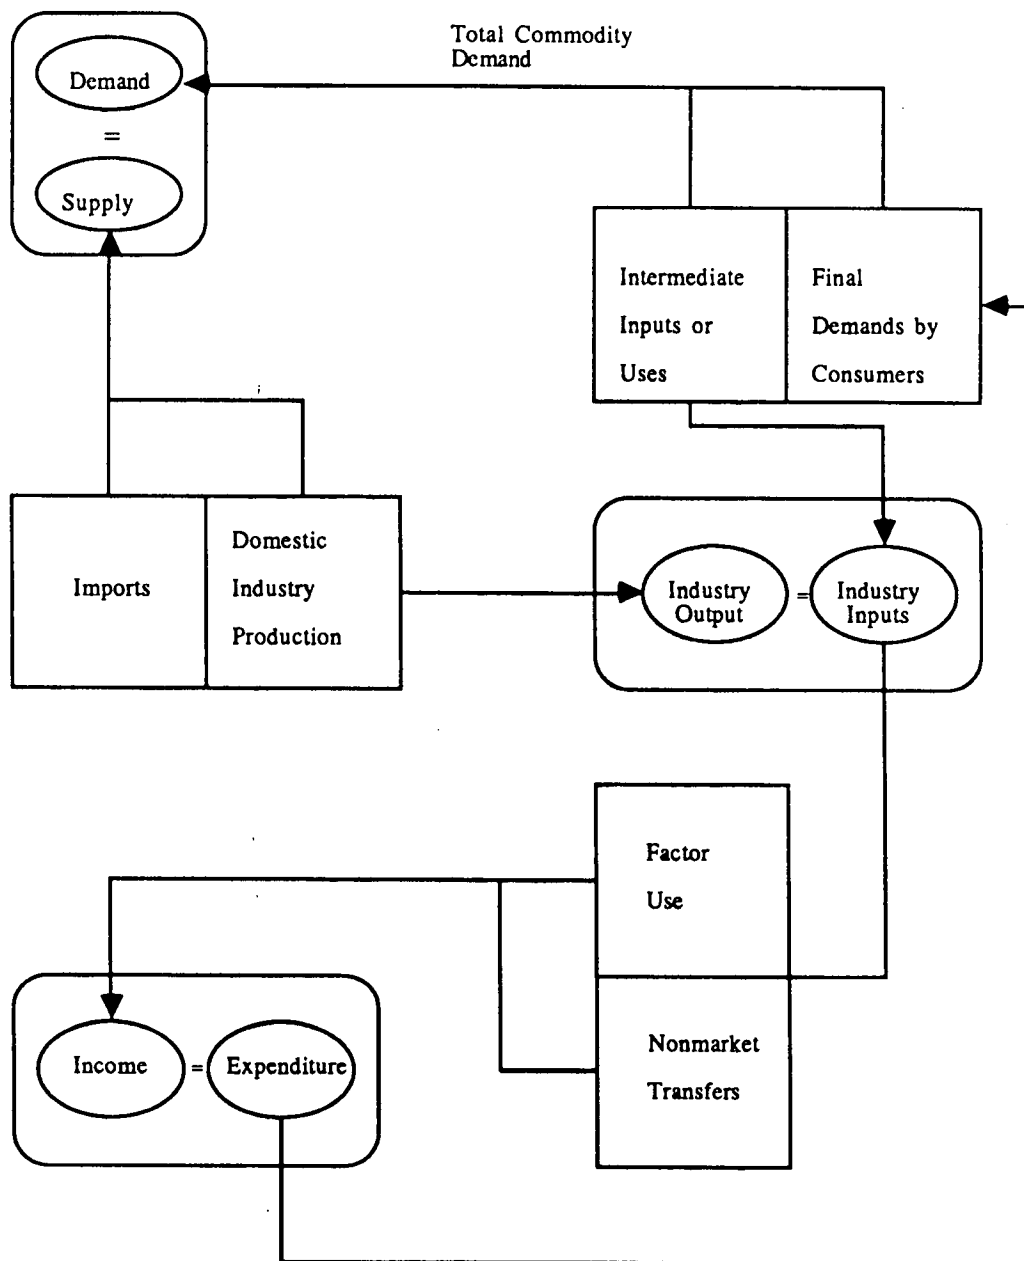 Total Commodity
Demand
Demand
=
Supply
Intermediate
Inputs or
Uses
Final
Demands by
Consumers
Imports
Domestic
Industry
Production
Industry
Output
=
Industry
Inputs
Factor
Use
Nonmarket
Transfers
Income
=
Expenditure